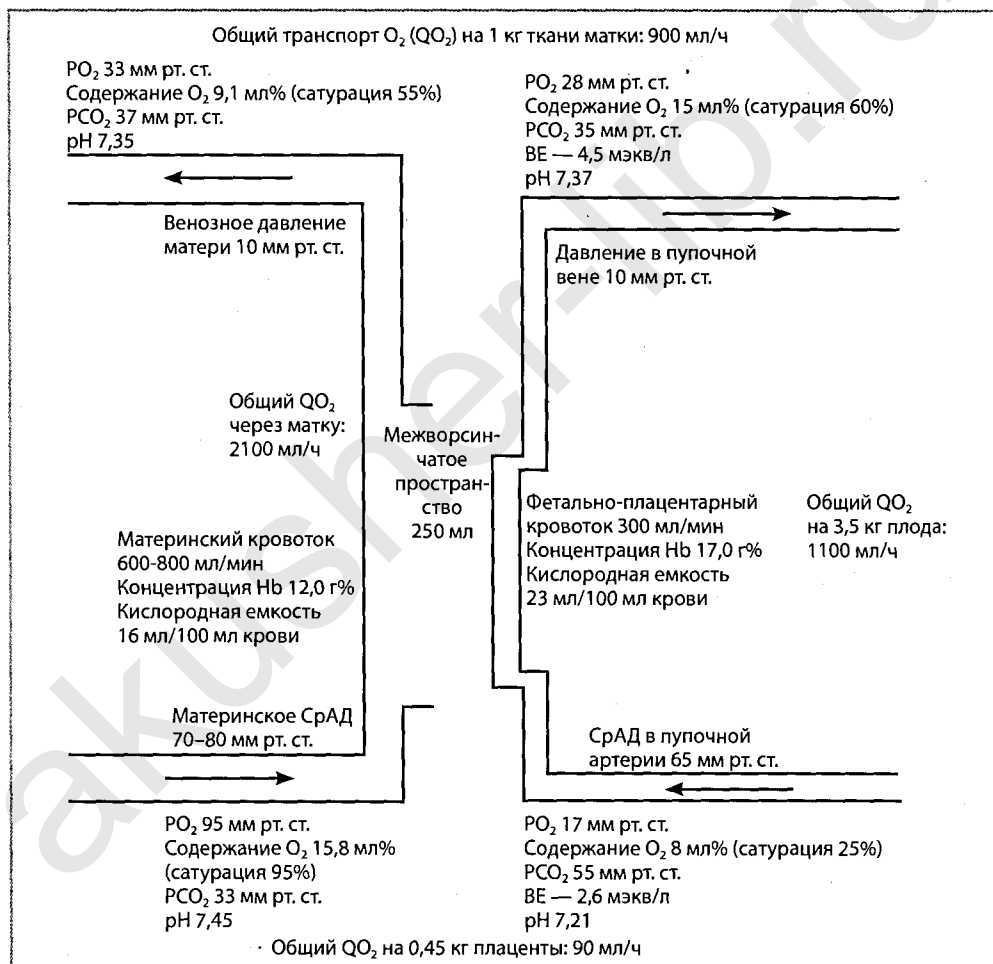 Общий транспорт O₂ (QO₂) на 1 кг ткани матки: 900 мл/ч
PO₂ 33 мм рт. ст.
Содержание O₂ 9,1 мл% (сатурация 55%)
PCO₂ 37 мм рт. ст.
pH 7,35
PO₂ 28 мм рт. ст.
Содержание O₂ 15 мл% (сатурация 60%)
PCO₂ 35 мм рт. ст.
BE — 4,5 мэкв/л
pH 7,37
Венозное давление
матери 10 мм рт. ст.
Давление в пупочной
вене 10 мм рт. ст.
Общий QO₂
через матку:
2100 мл/ч
Межворсин-
чатое
простран-
ство
250 мл
Материнский кровоток
600-800 мл/мин
Концентрация Hb 12,0 г%
Кислородная емкость
16 мл/100 мл крови
Фетально-плацентарный
кровоток 300 мл/мин
Концентрация Hb 17,0 г%
Кислородная емкость
23 мл/100 мл крови
Общий QO₂
на 3,5 кг плода:
1100 мл/ч
Материнское СрАД
70–80 мм рт. ст.
СрАД в пупочной
артерии 65 мм рт. ст.
PO₂ 95 мм рт. ст.
Содержание O₂ 15,8 мл%
(сатурация 95%)
PCO₂ 33 мм рт. ст.
pH 7,45
PO₂ 17 мм рт. ст.
Содержание O₂ 8 мл% (сатурация 25%)
PCO₂ 55 мм рт. ст.
BE — 2,6 мэкв/л
pH 7,21
Общий QO₂ на 0,45 кг плаценты: 90 мл/ч
akusher-lib.ru